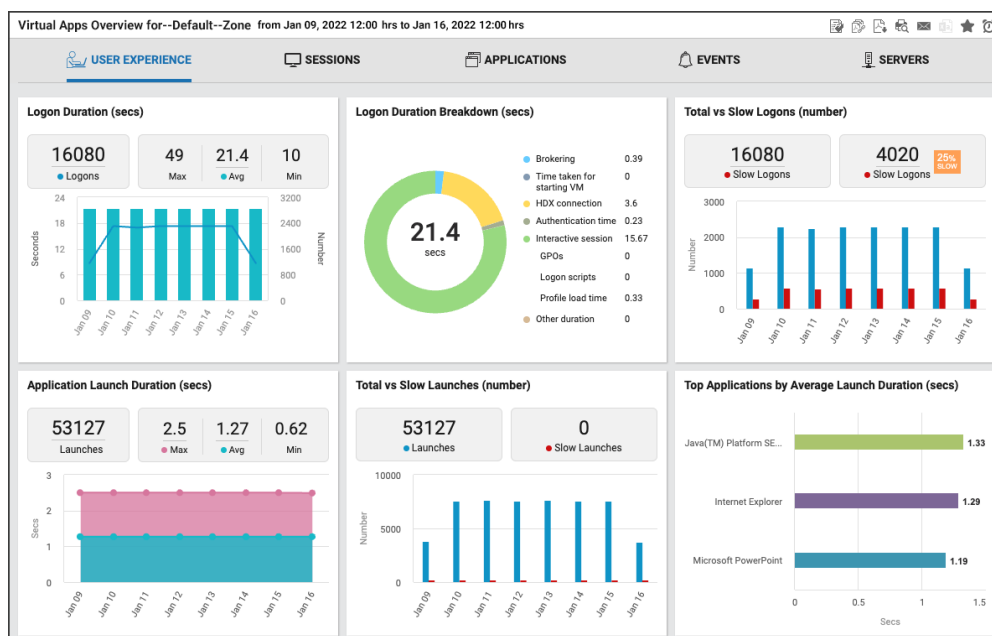 Virtual Apps Overview for--Default--Zone from Jan 09, 2022 12:00 hrs to Jan 16, 2022 12:00 hrs
USER EXPERIENCE SESSIONS APPLICATIONS EVENTS SERVERS
Logon Duration (secs)
16080
Logons
49 21.4 10
Max Avg Min
24 3200
18 2400
12 1600
6 800
0 0
Seconds
Number
Jan 09 Jan 10 Jan 11 Jan 12 Jan 13 Jan 14 Jan 15 Jan 16
Logon Duration Breakdown (secs)
21.4
secs
Brokering 0.39
Time taken for 0
starting VM
HDX connection 3.6
Authentication time 0.23
Interactive session 15.67
GPOs 0
Logon scripts 0
Profile load time 0.33
Other duration 0
Total vs Slow Logons (number)
16080
Slow Logons
4020
Slow Logons
25%
SLOW
3000
2000
1000
0
Number
Jan 09 Jan 10 Jan 11 Jan 12 Jan 13 Jan 14 Jan 15 Jan 16
Application Launch Duration (secs)
53127
Launches
2.5 1.27 0.62
Max Avg Min
3
2
1
0
Secs
Jan 09 Jan 10 Jan 11 Jan 12 Jan 13 Jan 14 Jan 15 Jan 16
Total vs Slow Launches (number)
53127
Launches
0
Slow Launches
10000
5000
0
Number
Jan 09 Jan 10 Jan 11 Jan 12 Jan 13 Jan 14 Jan 15 Jan 16
Top Applications by Average Launch Duration (secs)
Java(TM) Platform SE... 1.33
Internet Explorer 1.29
Microsoft PowerPoint 1.19
0 0.5 1 1.5
Secs